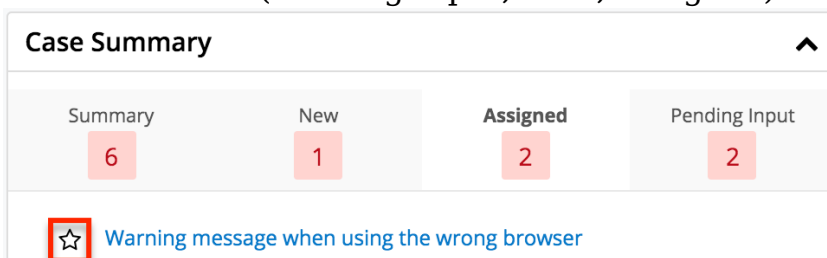 Case Summary
Summary New Assigned Pending Input
6 1 2 2
Warning message when using the wrong browser